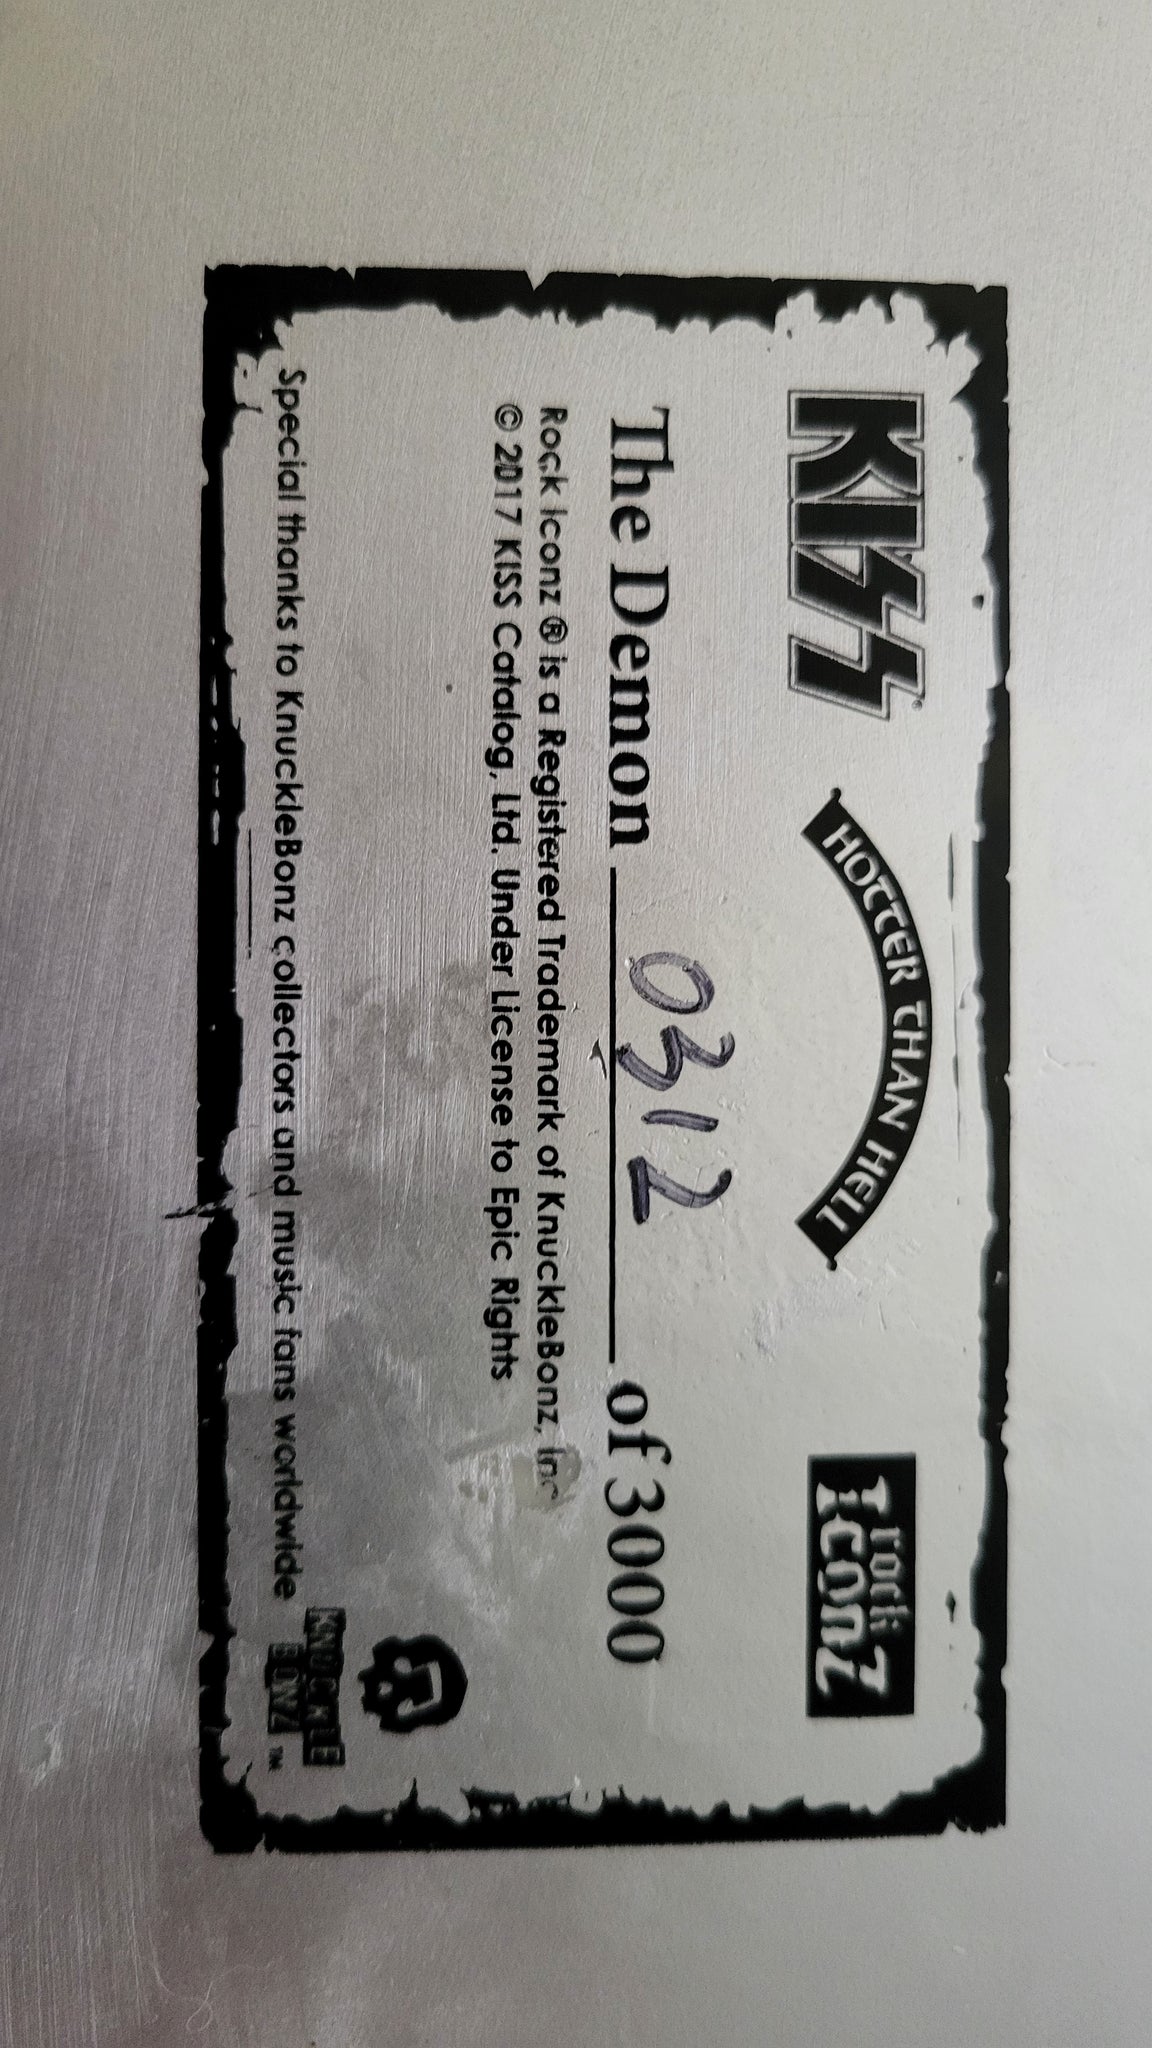 KISS®
HOTTER THAN HELL
rock Iconz
The Demon 0312 of 3000
Rock Iconz ® is a Registered Trademark of KnuckleBonz, Inc
© 2017 KISS Catalog, Ltd. Under License to Epic Rights
Special thanks to KnuckleBonz collectors and music fans worldwide
KNUCKLE
BONZ™